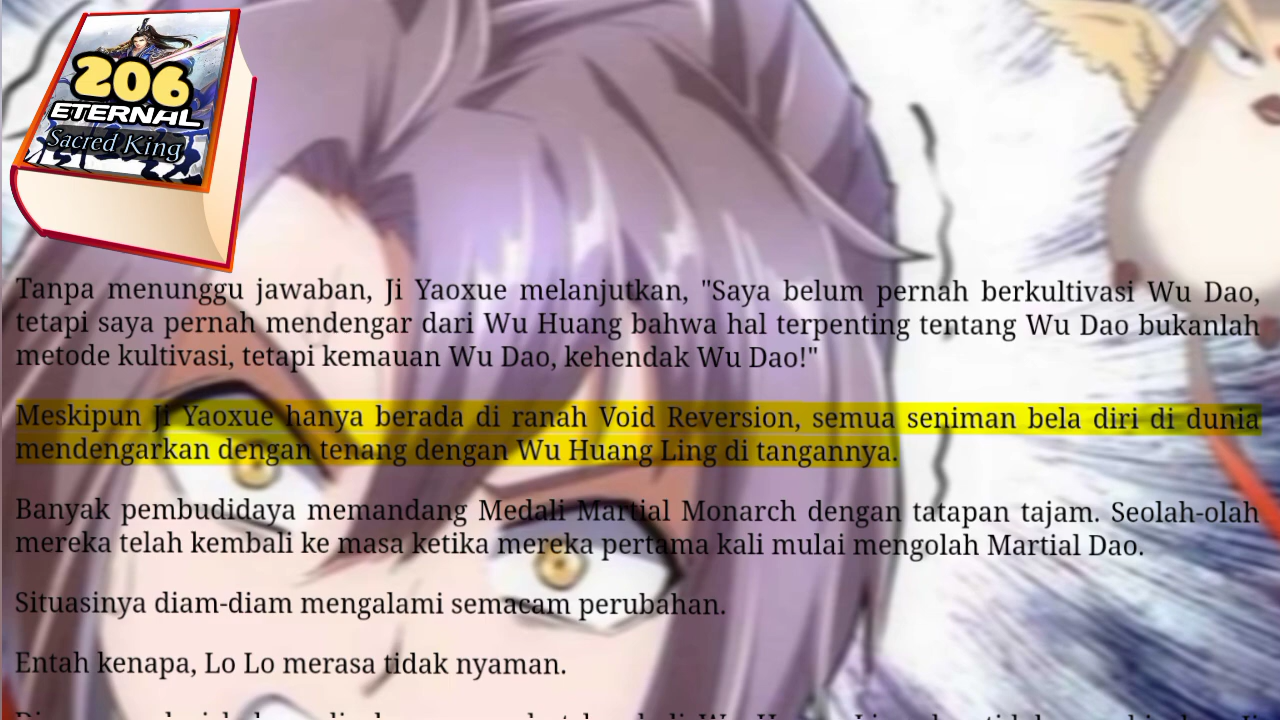 206
ETERNAL
Sacred King
Tanpa menunggu jawaban, Ji Yaoxue melanjutkan, "Saya belum pernah berkultivasi Wu Dao,
tetapi saya pernah mendengar dari Wu Huang bahwa hal terpenting tentang Wu Dao bukanlah
metode kultivasi, tetapi kemauan Wu Dao, kehendak Wu Dao!"
Meskipun Ji Yaoxue hanya berada di ranah Void Reversion, semua seniman bela diri di dunia
mendengarkan dengan tenang dengan Wu Huang Ling di tangannya.
Banyak pembudidaya memandang Medali Martial Monarch dengan tatapan tajam. Seolah-olah
mereka telah kembali ke masa ketika mereka pertama kali mulai mengolah Martial Dao.
Situasinya diam-diam mengalami semacam perubahan.
Entah kenapa, Lo Lo merasa tidak nyaman.